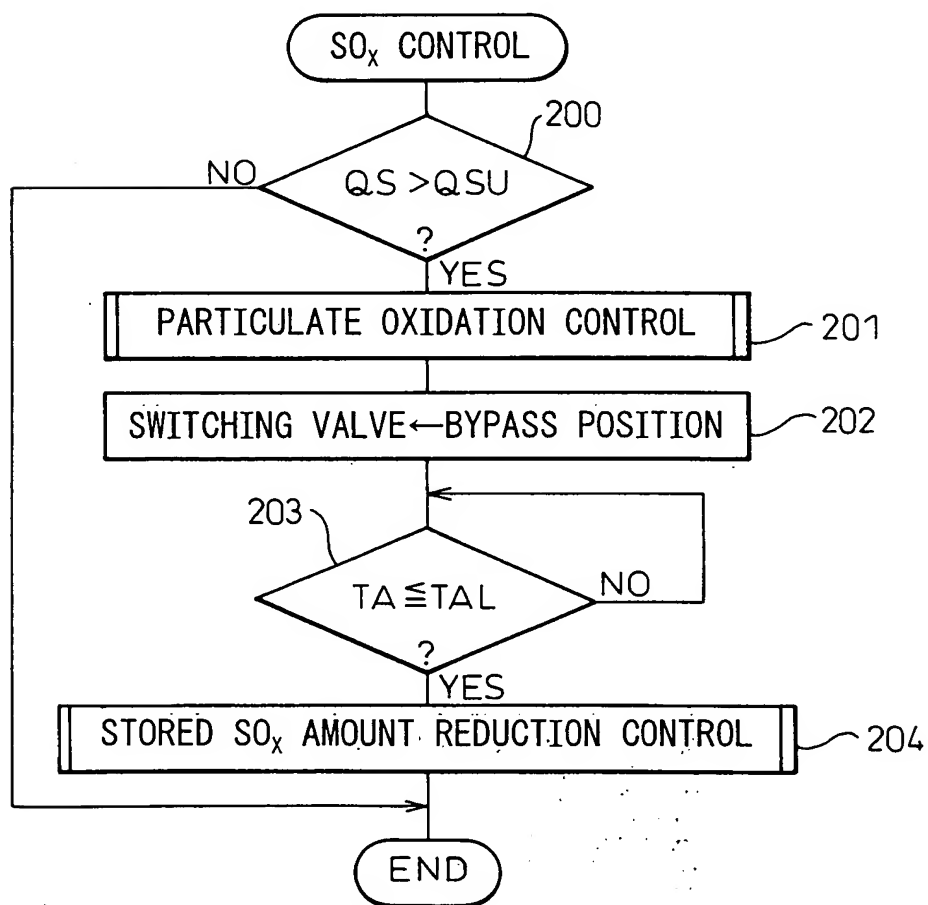 SOx CONTROL
200
NO
QS >QSU
?
YES
PARTICULATE OXIDATION CONTROL
201
SWITCHING VALVE←BYPASS POSITION
202
203
TA≦TAL
NO
?
YES
STORED SOx AMOUNT REDUCTION CONTROL
204
END